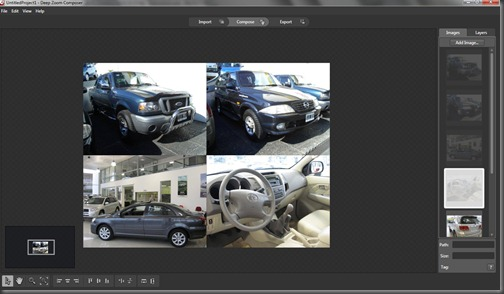 UntitledProject1 - Deep Zoom Composer
File Edit View Help
Import Compose Export
Images Layers
Add Image...
Path:
Size:
Tag: